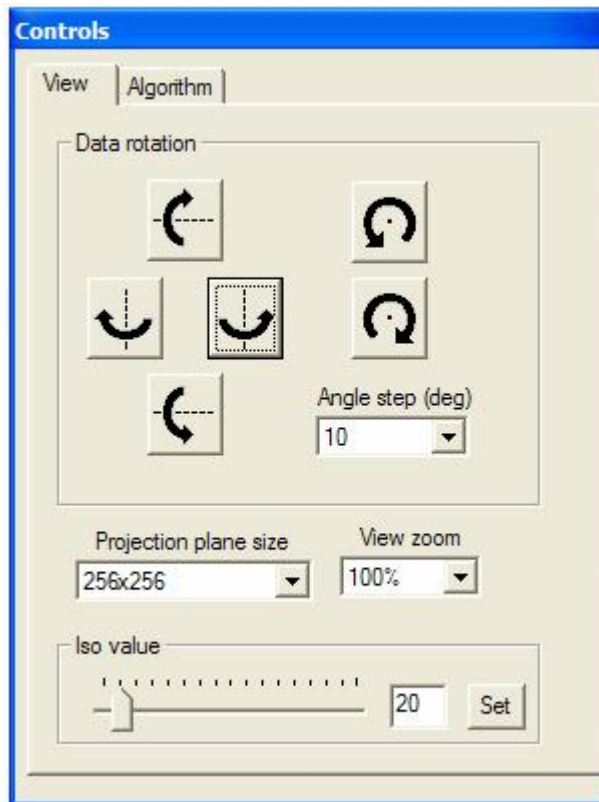 Controls
View
Algorithm
Data rotation
Angle step (deg)
10
Projection plane size
View zoom
256x256
100%
Iso value
20
Set